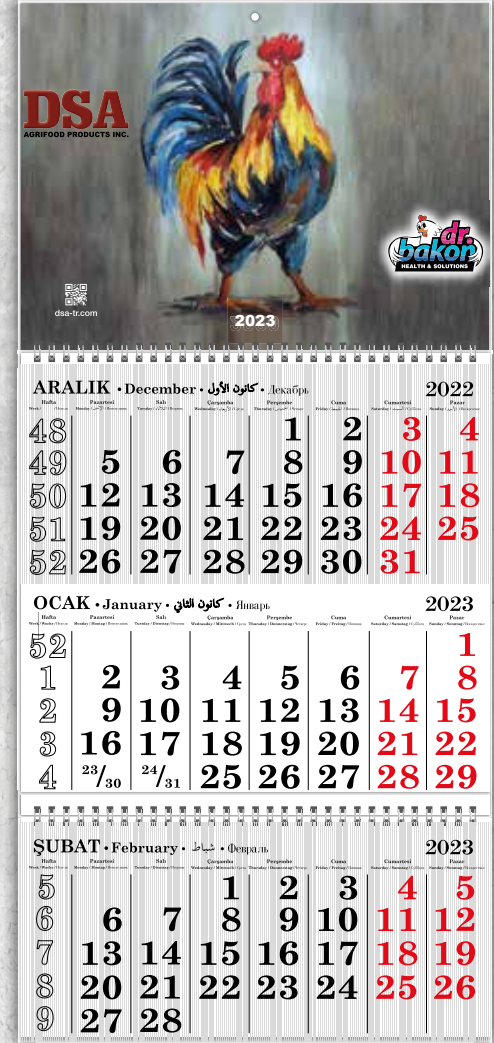 DSA
AGRIFOOD PRODUCTS INC.
dr.
bakor
HEALTH & SOLUTIONS
dsa-tr.com
2023
ARALIK • December • كانون الأول • Декабрь 2022
Hafta Pazartesi Salı Çarşamba Perşembe Cuma Cumartesi Pazar
48 1 2 3 4
49 5 6 7 8 9 10 11
50 12 13 14 15 16 17 18
51 19 20 21 22 23 24 25
52 26 27 28 29 30 31
OCAK • January • كانون الثاني • Январь 2023
Hafta Pazartesi Salı Çarşamba Perşembe Cuma Cumartesi Pazar
52 1
1 2 3 4 5 6 7 8
2 9 10 11 12 13 14 15
3 16 17 18 19 20 21 22
4 23/30 24/31 25 26 27 28 29
ŞUBAT • February • شباط • Февраль 2023
Hafta Pazartesi Salı Çarşamba Perşembe Cuma Cumartesi Pazar
5 1 2 3 4 5
6 6 7 8 9 10 11 12
7 13 14 15 16 17 18 19
8 20 21 22 23 24 25 26
9 27 28